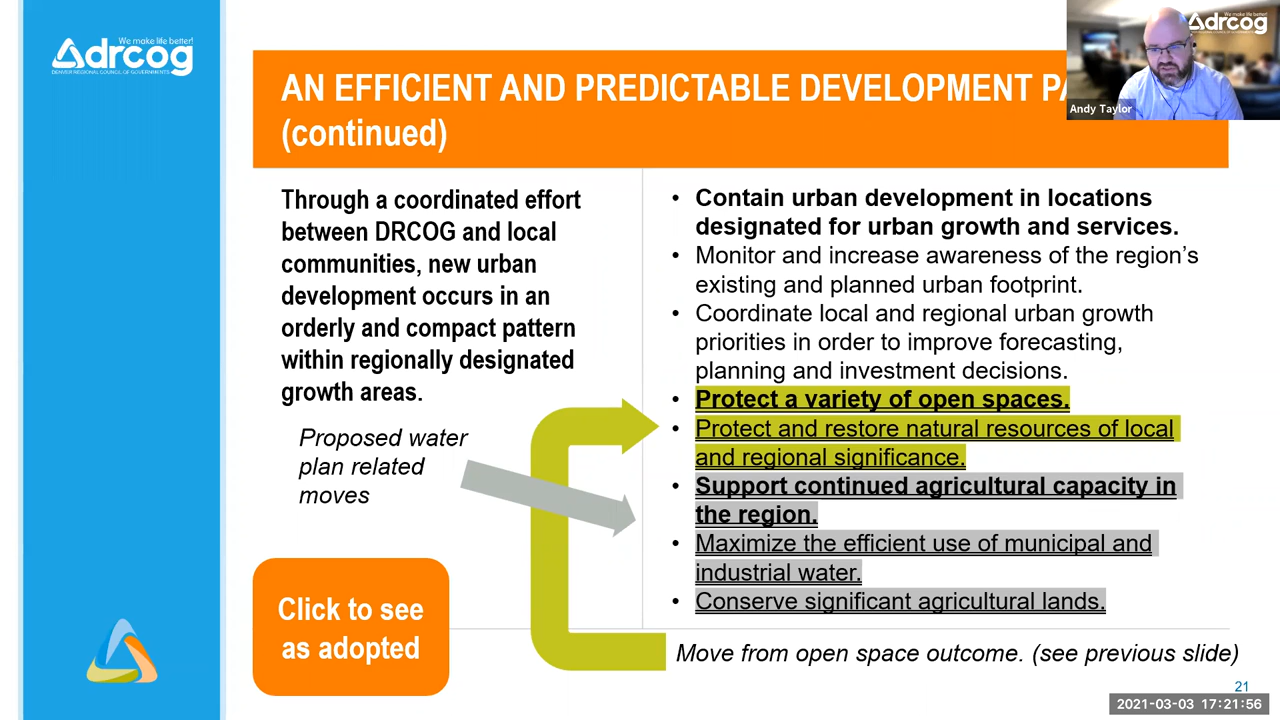 We make life better!
drcog
DENVER REGIONAL COUNCIL OF GOVERNMENTS
AN EFFICIENT AND PREDICTABLE DEVELOPMENT
(continued)
We make life better!
drcog
Andy Taylor
Through a coordinated effort
between DRCOG and local
communities, new urban
development occurs in an
orderly and compact pattern
within regionally designated
growth areas.
Proposed water
plan related
moves
Click to see
as adopted
• Contain urban development in locations
designated for urban growth and services.
• Monitor and increase awareness of the region’s
existing and planned urban footprint.
• Coordinate local and regional urban growth
priorities in order to improve forecasting,
planning and investment decisions.
• Protect a variety of open spaces.
• Protect and restore natural resources of local
and regional significance.
• Support continued agricultural capacity in
the region.
• Maximize the efficient use of municipal and
industrial water.
• Conserve significant agricultural lands.
Move from open space outcome. (see previous slide)
21
2021-03-03 17:21:56